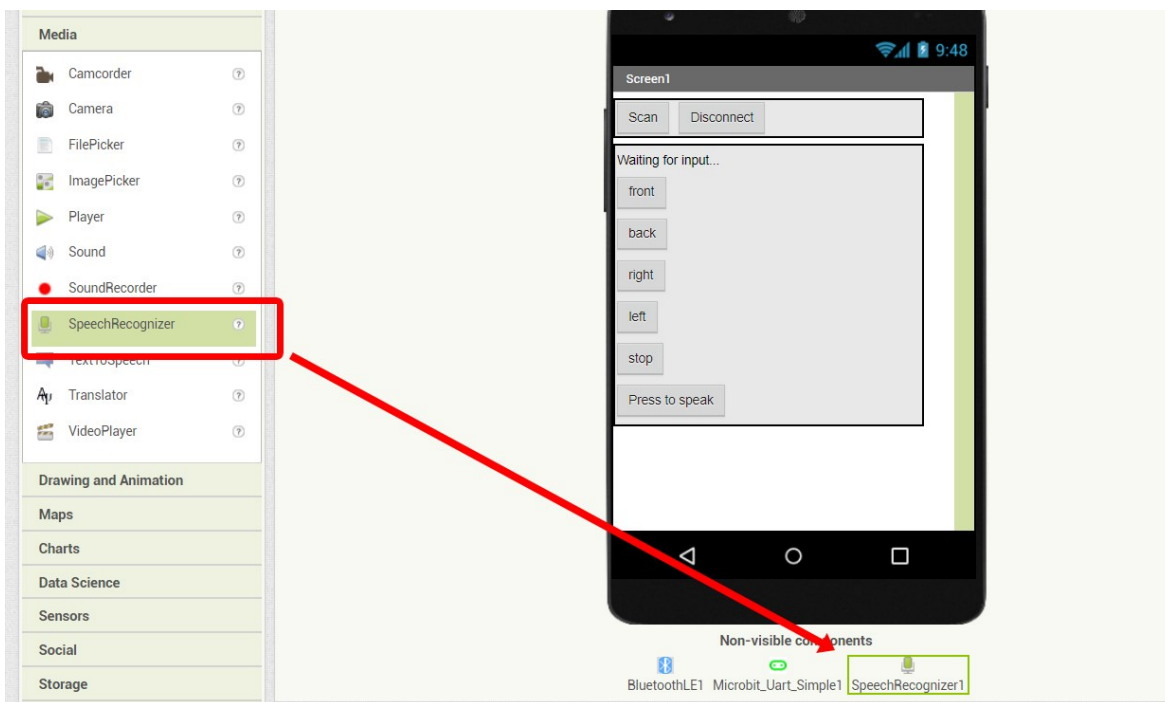 Media
Camcorder
Camera
FilePicker
ImagePicker
Player
Sound
SoundRecorder
SpeechRecognizer
TextToSpeech
Translator
VideoPlayer
Drawing and Animation
Maps
Charts
Data Science
Sensors
Social
Storage
9:48
Screen1
Scan Disconnect
Waiting for input...
front
back
right
left
stop
Press to speak
Non-visible components
BluetoothLE1 Microbit_Uart_Simple1 SpeechRecognizer1